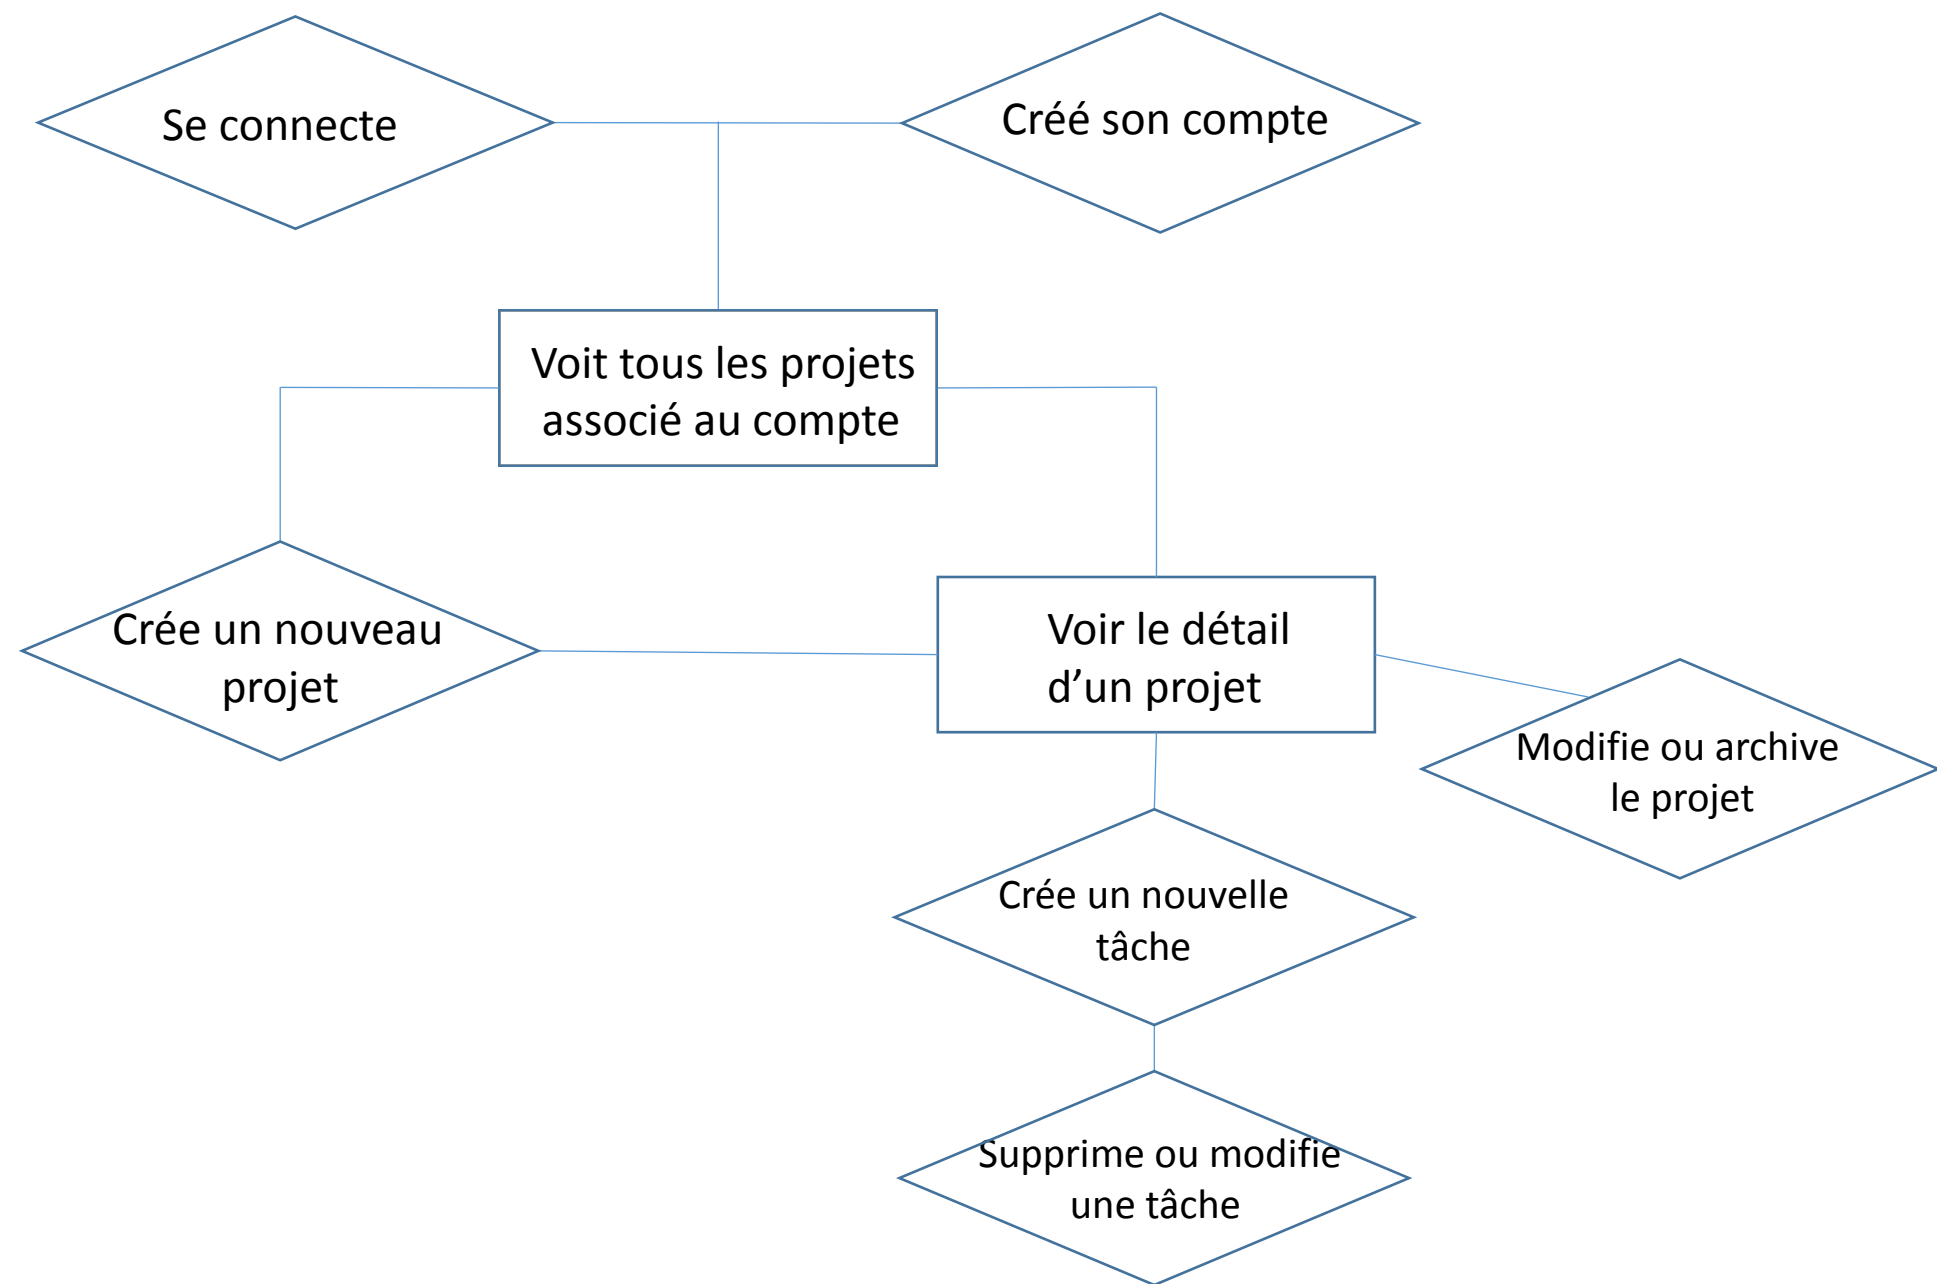 Se connecte
Créé son compte
Voit tous les projets
associé au compte
Crée un nouveau
projet
Voir le détail
d’un projet
Modifie ou archive
le projet
Crée un nouvelle
tâche
Supprime ou modifie
une tâche